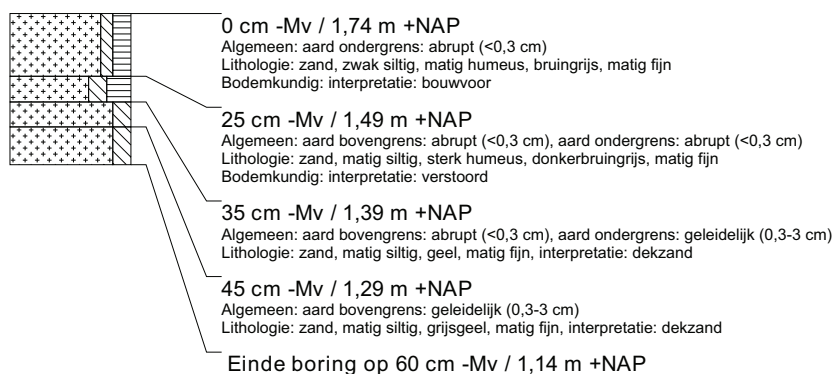 0 cm -Mv / 1,74 m +NAP
Algemeen: aard ondergrens: abrupt (<0,3 cm)
Lithologie: zand, zwak siltig, matig humeus, bruingrijs, matig fijn
Bodemkundig: interpretatie: bouwvoor
25 cm -Mv / 1,49 m +NAP
Algemeen: aard bovengrens: abrupt (<0,3 cm), aard ondergrens: abrupt (<0,3 cm)
Lithologie: zand, matig siltig, sterk humeus, donkerbruingrijs, matig fijn
Bodemkundig: interpretatie: verstoord
35 cm -Mv / 1,39 m +NAP
Algemeen: aard bovengrens: abrupt (<0,3 cm), aard ondergrens: geleidelijk (0,3-3 cm)
Lithologie: zand, matig siltig, geel, matig fijn, interpretatie: dekzand
45 cm -Mv / 1,29 m +NAP
Algemeen: aard bovengrens: geleidelijk (0,3-3 cm)
Lithologie: zand, matig siltig, grijsgeel, matig fijn, interpretatie: dekzand
Einde boring op 60 cm -Mv / 1,14 m +NAP